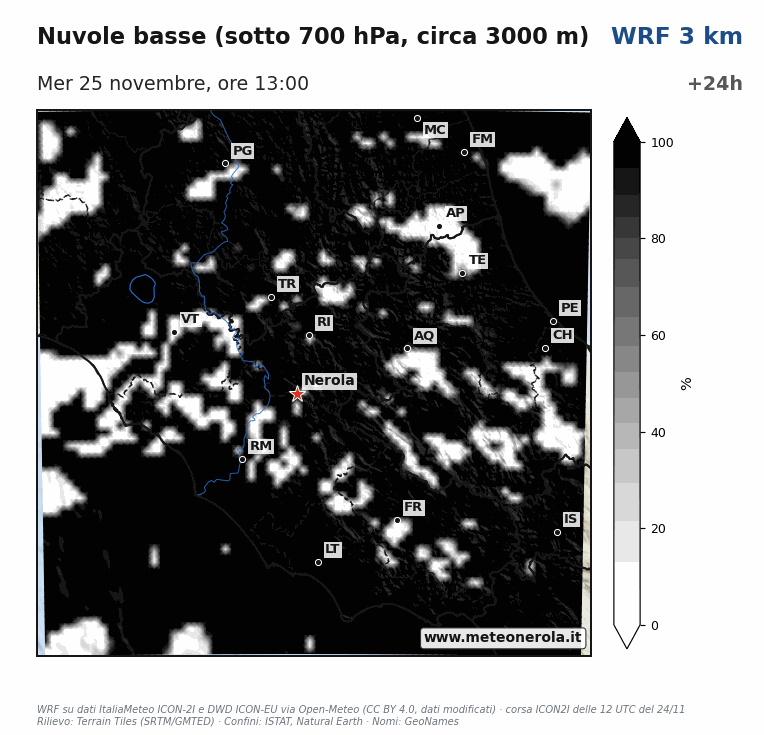 Nuvole basse (sotto 700 hPa, circa 3000 m) WRF 3 km
Mer 25 novembre, ore 13:00 +24h
MC
FM
PG
AP
TE
TR
PE
VT
RI
AQ
CH
Nerola
RM
FR
IS
LT
www.meteonerola.it
100
80
60
40
20
0
%
WRF su dati ItaliaMeteo ICON-2I e DWD ICON-EU via Open-Meteo (CC BY 4.0, dati modificati) · corsa ICON2I delle 12 UTC del 24/11
Rilievo: Terrain Tiles (SRTM/GMTED) · Confini: ISTAT, Natural Earth · Nomi: GeoNames